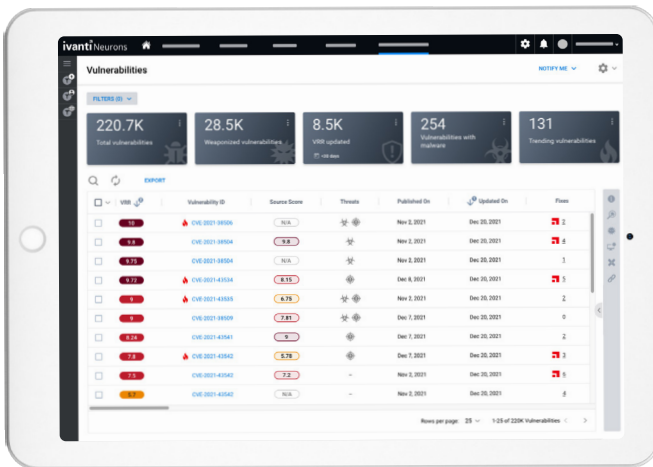 ivanti Neurons
Vulnerabilities
NOTIFY ME
FILTERS (0)
220.7K
Total vulnerabilities
28.5K
Weaponized vulnerabilities
8.5K
VRR updated
<30 days
254
Vulnerabilities with
malware
131
Trending vulnerabilities
EXPORT
VRR Vulnerability ID Source Score Threats Published On Updated On Fixes
10 CVE-2021-38506 N/A Nov 2, 2021 Dec 20, 2021 2
9.8 CVE-2021-38504 9.8 Nov 2, 2021 Dec 20, 2021 4
9.75 CVE-2021-38504 N/A Nov 2, 2021 Dec 20, 2021 1
9.72 CVE-2021-43534 8.15 Dec 8, 2021 Dec 20, 2021 5
9 CVE-2021-43535 6.75 Nov 2, 2021 Dec 20, 2021 2
9 CVE-2021-38509 7.81 Dec 7, 2021 Dec 20, 2021 0
8.24 CVE-2021-43541 9 Dec 7, 2021 Dec 20, 2021 2
7.8 CVE-2021-43542 5.78 Dec 7, 2021 Dec 20, 2021 3
7.5 CVE-2021-43542 7.2 - Nov 2, 2021 Dec 20, 2021 5
5.7 CVE-2021-43542 N/A - Nov 2, 2021 Dec 20, 2021 4
Rows per page: 25 1-25 of 220K Vulnerabilities